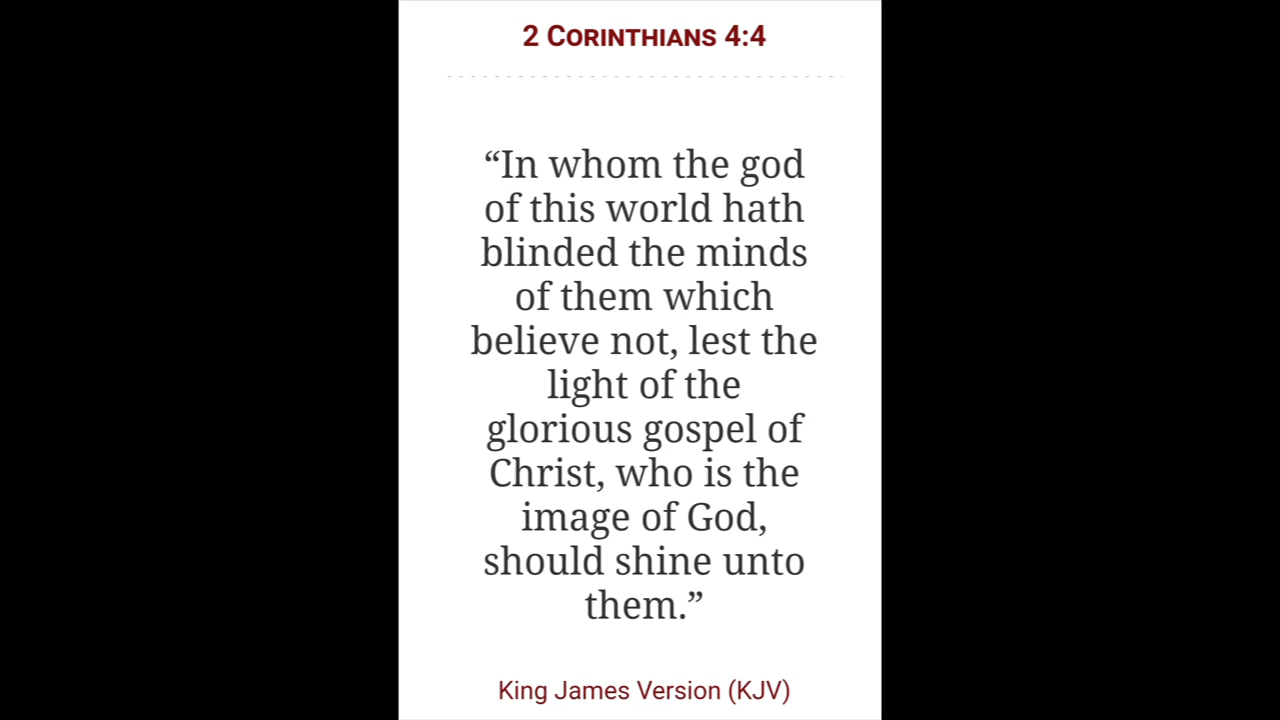 2 Corinthians 4:4
“In whom the god
of this world hath
blinded the minds
of them which
believe not, lest the
light of the
glorious gospel of
Christ, who is the
image of God,
should shine unto
them.”
King James Version (KJV)